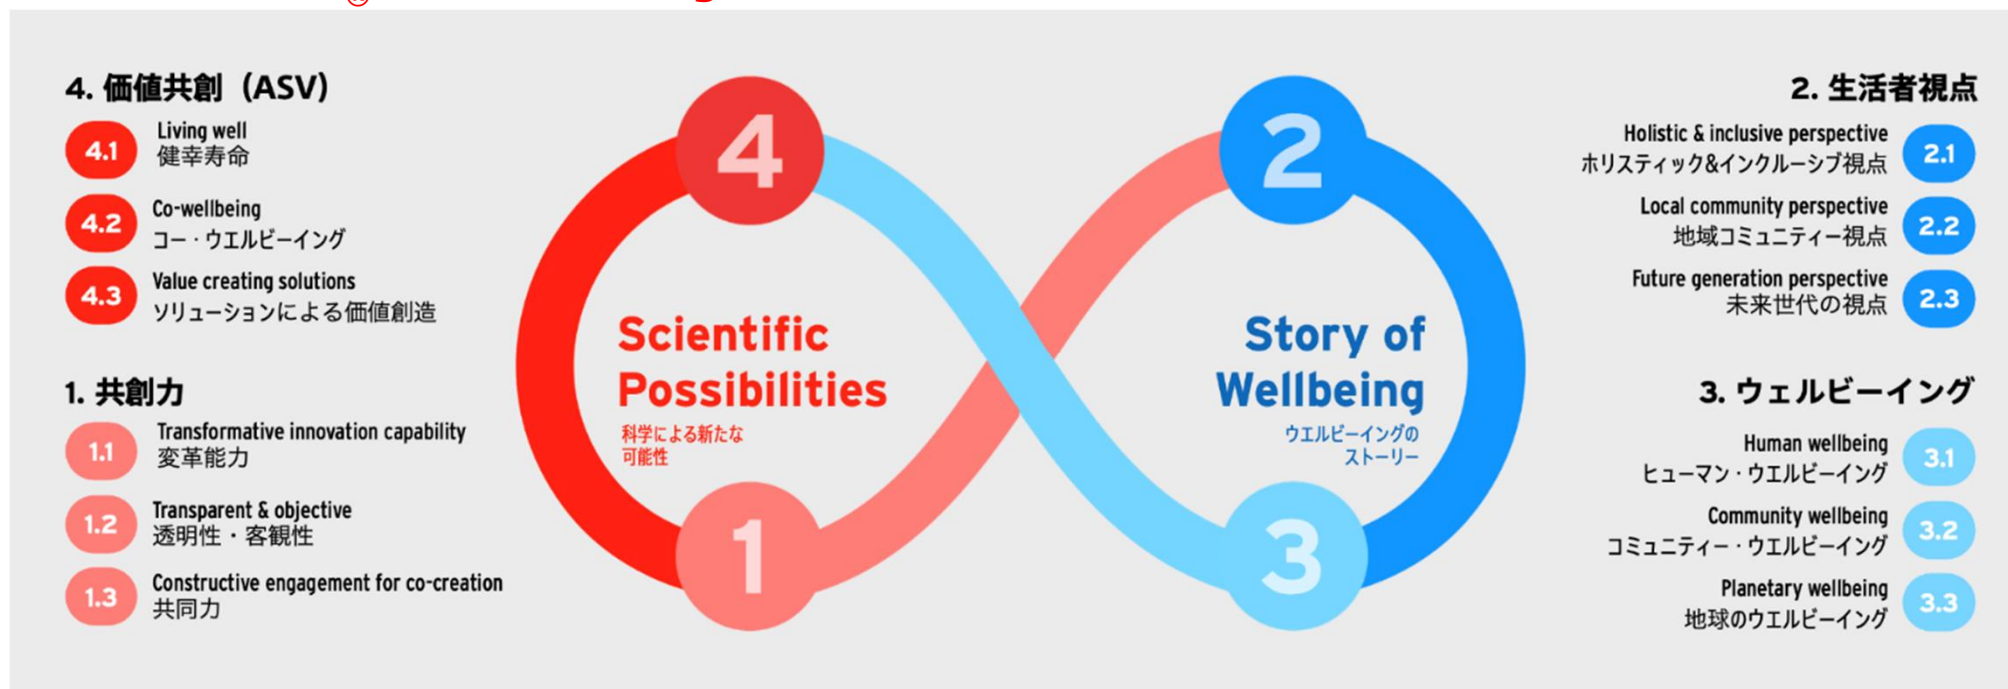 4. 価値共創（ASV）
4.1
Living well
健幸寿命
4.2
Co-wellbeing
コー・ウエルビーイング
4.3
Value creating solutions
ソリューションによる価値創造
1. 共創力
1.1
Transformative innovation capability
変革能力
1.2
Transparent & objective
透明性・客観性
1.3
Constructive engagement for co-creation
共同力
4
2
Scientific
Possibilities
科学による新たな
可能性
Story of
Wellbeing
ウエルビーイングの
ストーリー
1
3
2. 生活者視点
Holistic & inclusive perspective
ホリスティック&インクルーシブ視点
2.1
Local community perspective
地域コミュニティー視点
2.2
Future generation perspective
未来世代の視点
2.3
3. ウェルビーイング
Human wellbeing
ヒューマン・ウエルビーイング
3.1
Community wellbeing
コミュニティー・ウエルビーイング
3.2
Planetary wellbeing
地球のウエルビーイング
3.3